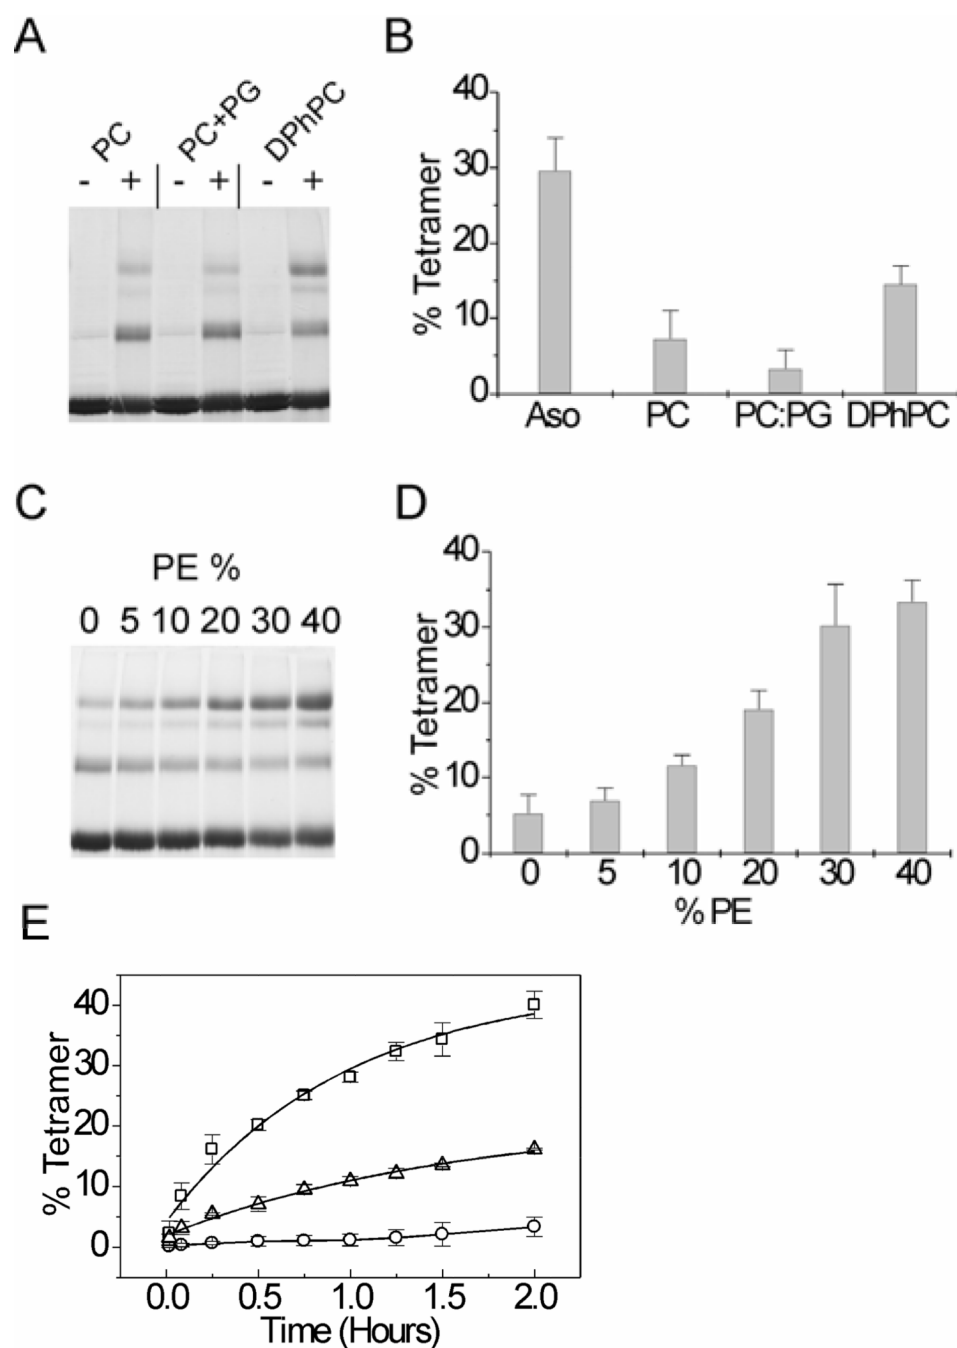 A
PC PC+PG DPhPC
- + - + - +
B
% Tetramer
40
30
20
10
0
Aso PC PC:PG DPhPC
C
PE %
0 5 10 20 30 40
D
% Tetramer
40
30
20
10
0
0 5 10 20 30 40
% PE
E
% Tetramer
40
30
20
10
0
0.0 0.5 1.0 1.5 2.0
Time (Hours)